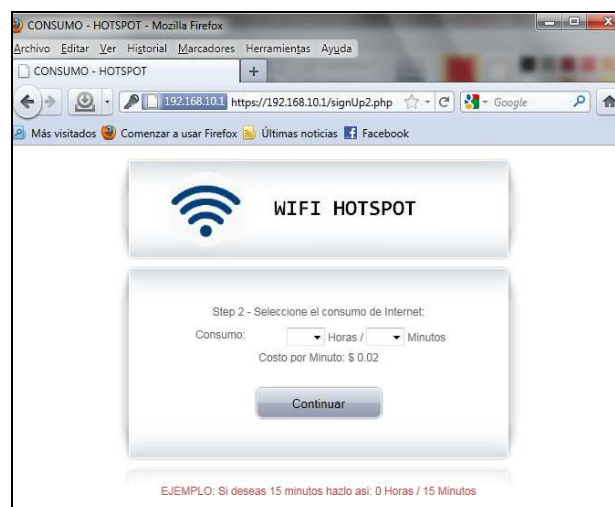 CONSUMO - HOTSPOT - Mozilla Firefox
Archivo Editar Ver Historial Marcadores Herramientas Ayuda
CONSUMO - HOTSPOT +
192.168.10.1 https://192.168.10.1/signUp2.php Google
Más visitados Comenzar a usar Firefox Últimas noticias Facebook
WIFI HOTSPOT
Step 2 - Seleccione el consumo de Internet:
Consumo: Horas / Minutos
Costo por Minuto: $ 0.02
Continuar
EJEMPLO: Si deseas 15 minutos hazlo asi: 0 Horas / 15 Minutos